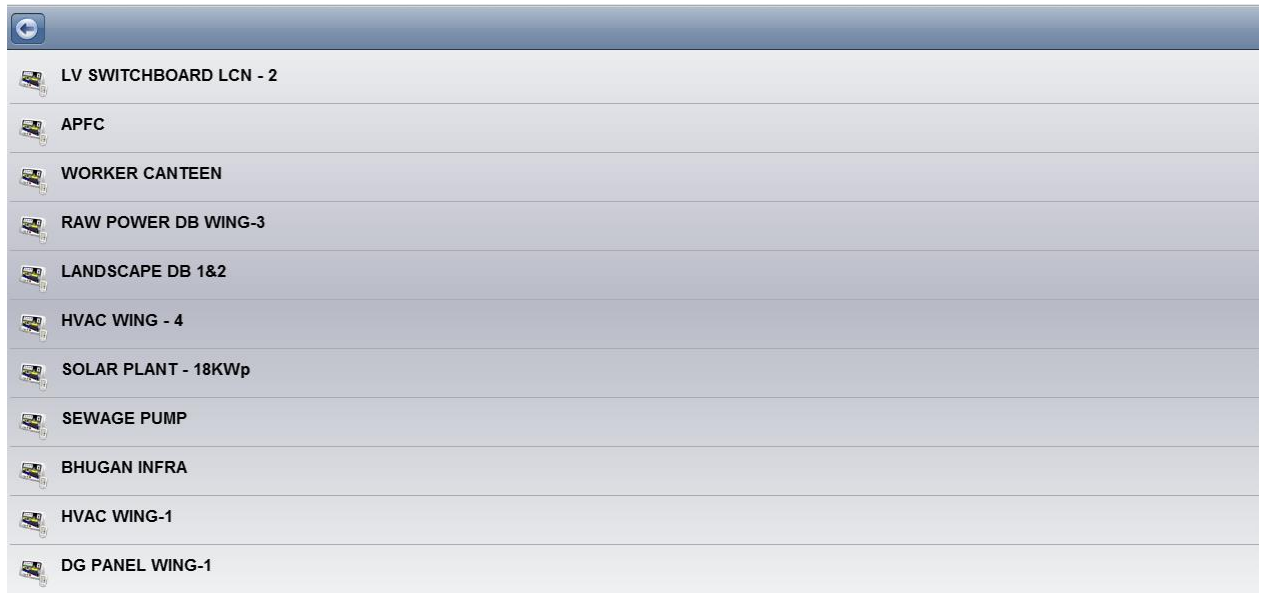 LV SWITCHBOARD LCN - 2
APFC
WORKER CANTEEN
RAW POWER DB WING-3
LANDSCAPE DB 1&2
HVAC WING - 4
SOLAR PLANT - 18KWp
SEWAGE PUMP
BHUGAN INFRA
HVAC WING-1
DG PANEL WING-1